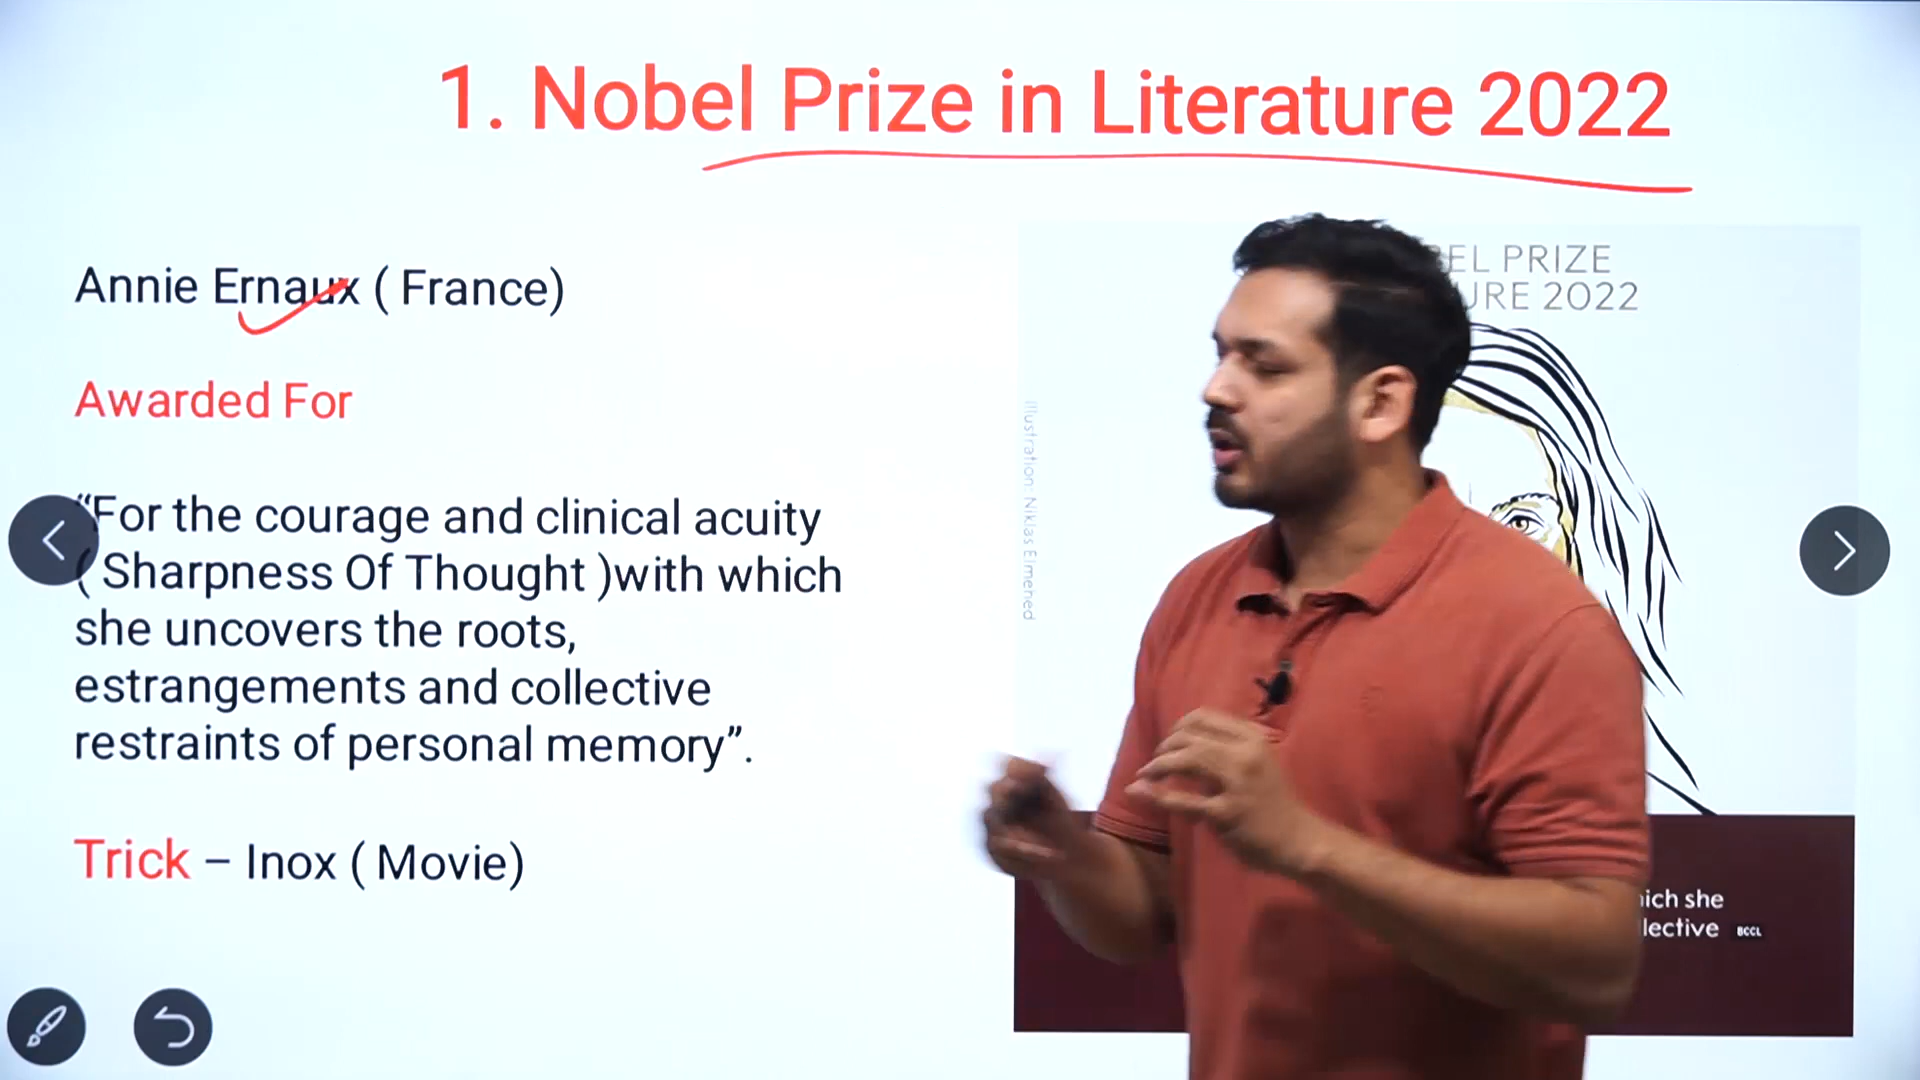 1. Nobel Prize in Literature 2022
Annie Ernaux ( France)
Awarded For
“For the courage and clinical acuity
( Sharpness Of Thought )with which
she uncovers the roots,
estrangements and collective
restraints of personal memory”.
Trick – Inox ( Movie)
BEL PRIZE
URE 2022
Illustration: Niklas Elmehed
hich she
llective BCCL